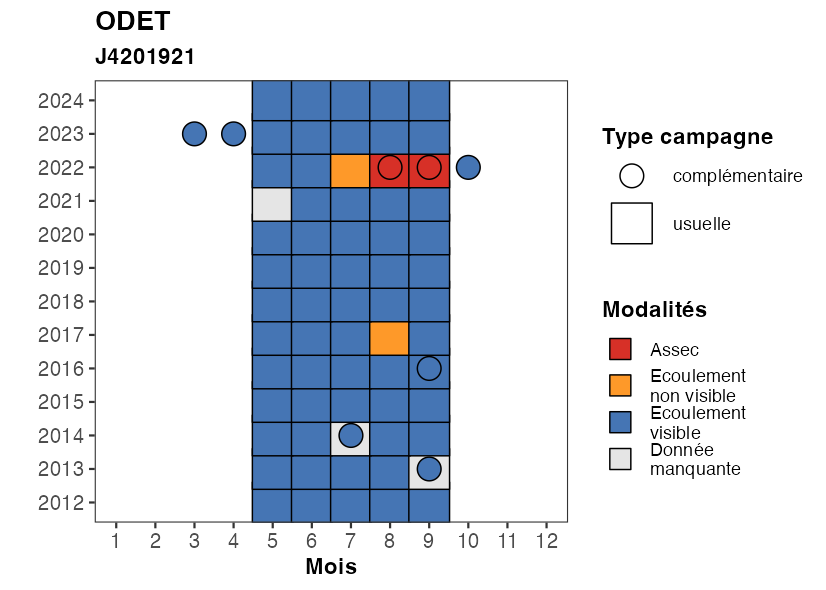 ODET
J4201921
2024
2023
2022
2021
2020
2019
2018
2017
2016
2015
2014
2013
2012
1 2 3 4 5 6 7 8 9 10 11 12
Mois
Type campagne
complémentaire
usuelle
Modalités
Assec
Ecoulement
non visible
Ecoulement
visible
Donnée
manquante